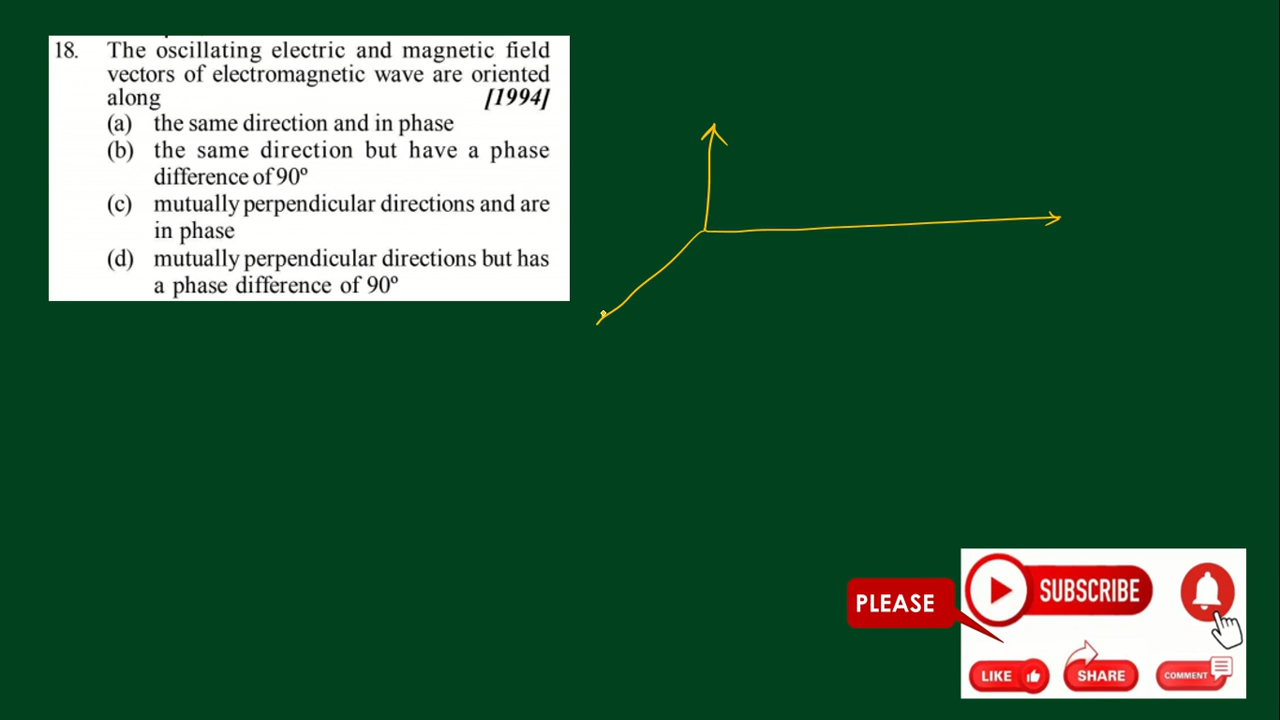 18. The oscillating electric and magnetic field
vectors of electromagnetic wave are oriented
along [1994]
(a) the same direction and in phase
(b) the same direction but have a phase
difference of 90º
(c) mutually perpendicular directions and are
in phase
(d) mutually perpendicular directions but has
a phase difference of 90º
PLEASE
SUBSCRIBE
LIKE
SHARE
COMMENT